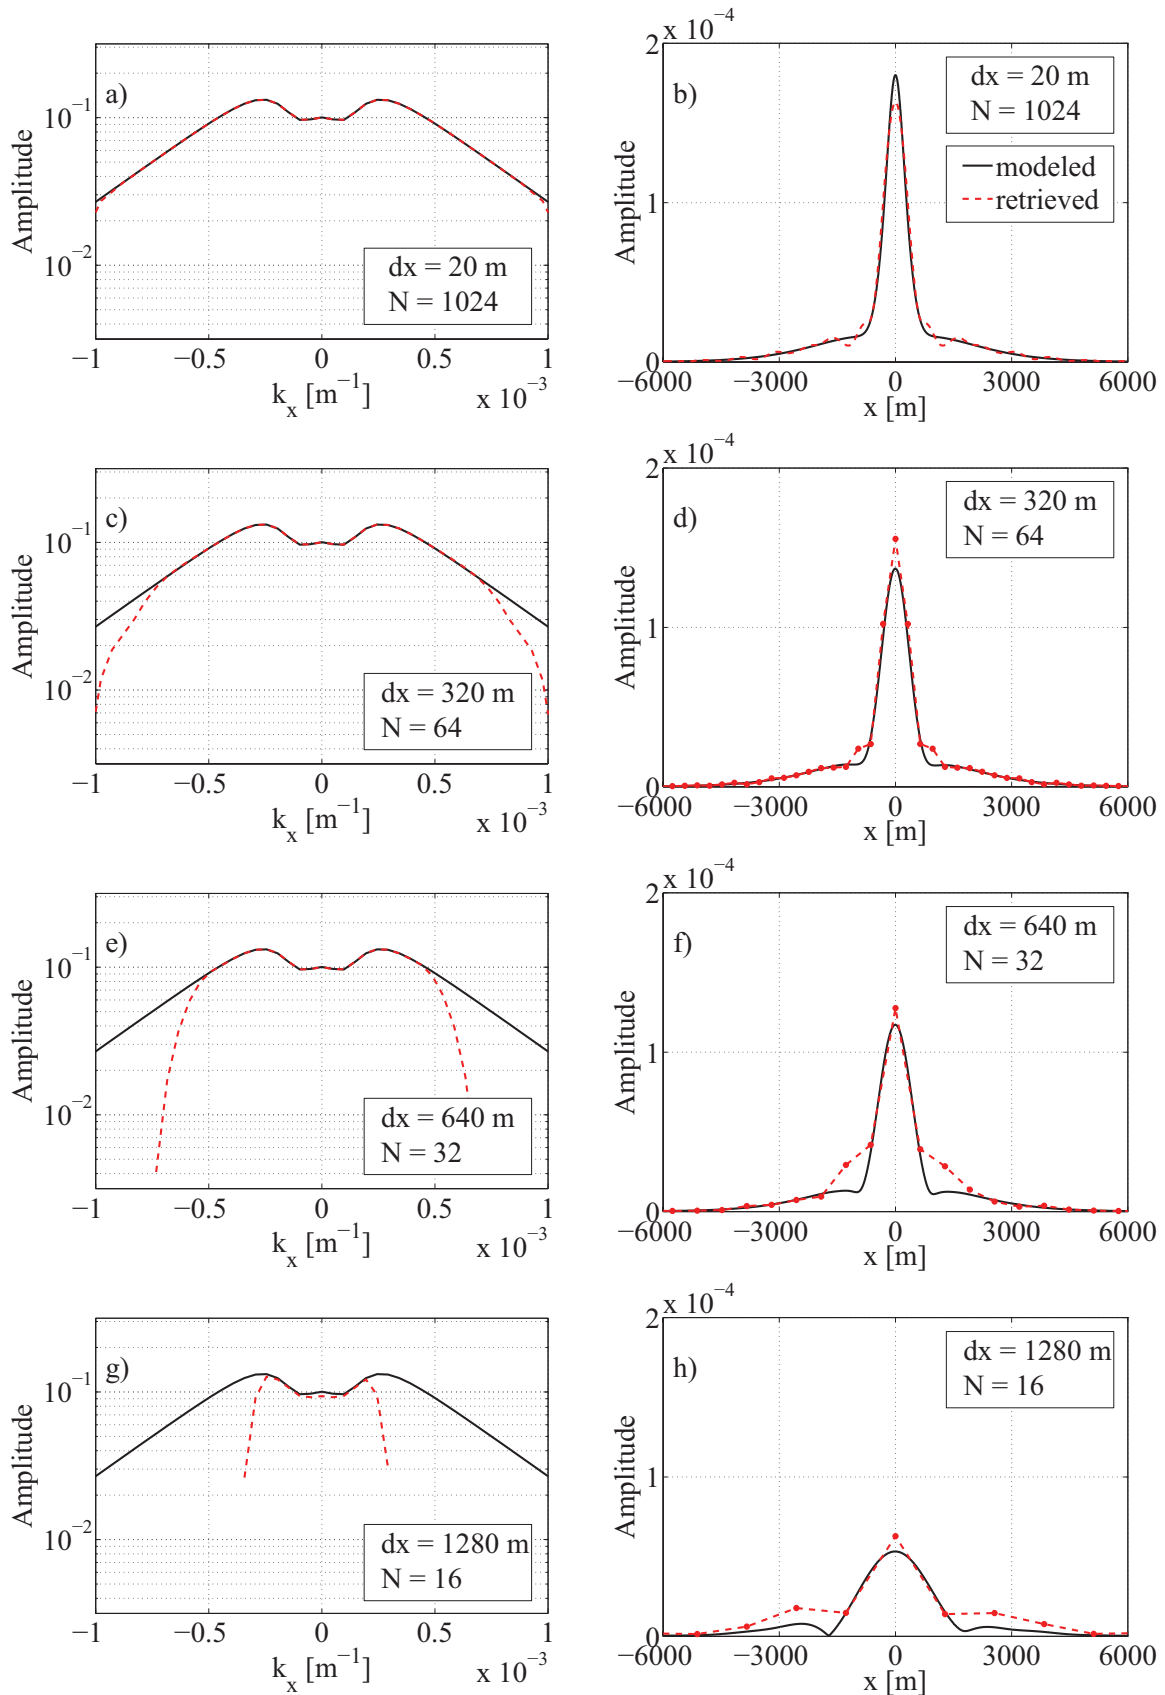 a)
10⁻¹
10⁻²
Amplitude
dx = 20 m
N = 1024
−1 −0.5 0 0.5 1
k_x [m⁻¹]
x 10⁻³
b)
x 10⁻⁴
2
1
0
Amplitude
dx = 20 m
N = 1024
modeled
retrieved
−6000 −3000 0 3000 6000
x [m]
c)
10⁻¹
10⁻²
Amplitude
dx = 320 m
N = 64
−1 −0.5 0 0.5 1
k_x [m⁻¹]
x 10⁻³
d)
x 10⁻⁴
2
1
0
Amplitude
dx = 320 m
N = 64
−6000 −3000 0 3000 6000
x [m]
e)
10⁻¹
10⁻²
Amplitude
dx = 640 m
N = 32
−1 −0.5 0 0.5 1
k_x [m⁻¹]
x 10⁻³
f)
x 10⁻⁴
2
1
0
Amplitude
dx = 640 m
N = 32
−6000 −3000 0 3000 6000
x [m]
g)
10⁻¹
10⁻²
Amplitude
dx = 1280 m
N = 16
−1 −0.5 0 0.5 1
k_x [m⁻¹]
x 10⁻³
h)
x 10⁻⁴
2
1
0
Amplitude
dx = 1280 m
N = 16
−6000 −3000 0 3000 6000
x [m]